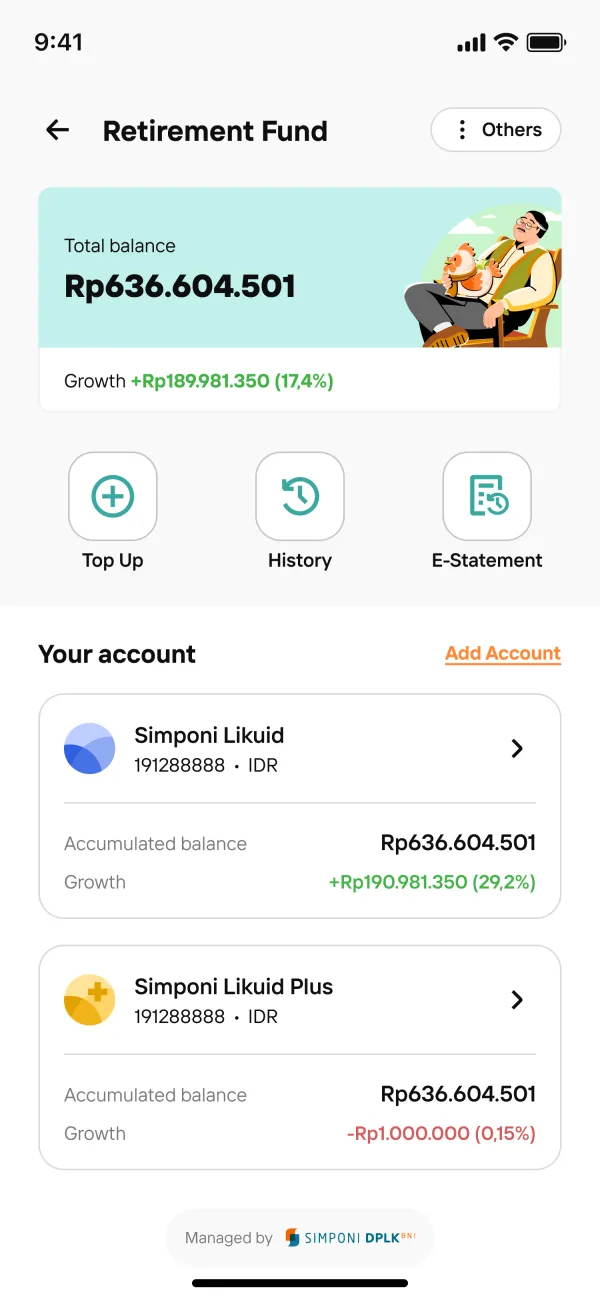 9:41
Retirement Fund
Others
Total balance
Rp636.604.501
Growth +Rp189.981.350 (17,4%)
Top Up
History
E-Statement
Your account
Add Account
Simponi Likuid
191288888 • IDR
Accumulated balance
Rp636.604.501
Growth
+Rp190.981.350 (29,2%)
Simponi Likuid Plus
191288888 • IDR
Accumulated balance
Rp636.604.501
Growth
-Rp1.000.000 (0,15%)
Managed by SIMPONI DPLK BNI